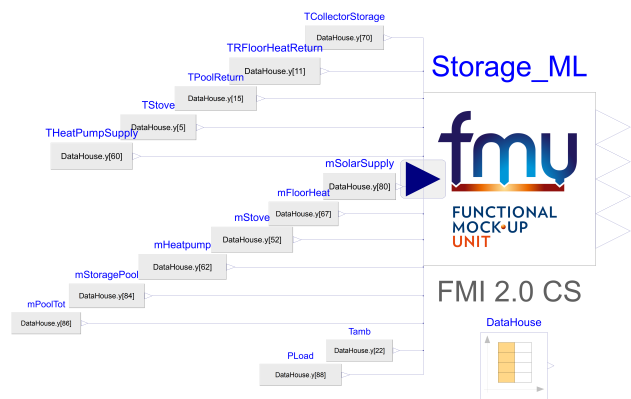 TCollectorStorage
DataHouse.y[70]
TRFloorHeatReturn
DataHouse.y[11]
TPoolReturn
DataHouse.y[15]
TStove
DataHouse.y[5]
THeatPumpSupply
DataHouse.y[60]
mSolarSupply
DataHouse.y[80]
mFloorHeat
DataHouse.y[67]
mStove
DataHouse.y[52]
mHeatpump
DataHouse.y[62]
mStoragePool
DataHouse.y[84]
mPoolTot
DataHouse.y[86]
Tamb
DataHouse.y[22]
PLoad
DataHouse.y[88]
Storage_ML
fmu
FUNCTIONAL
MOCK-UP
UNIT
FMI 2.0 CS
DataHouse